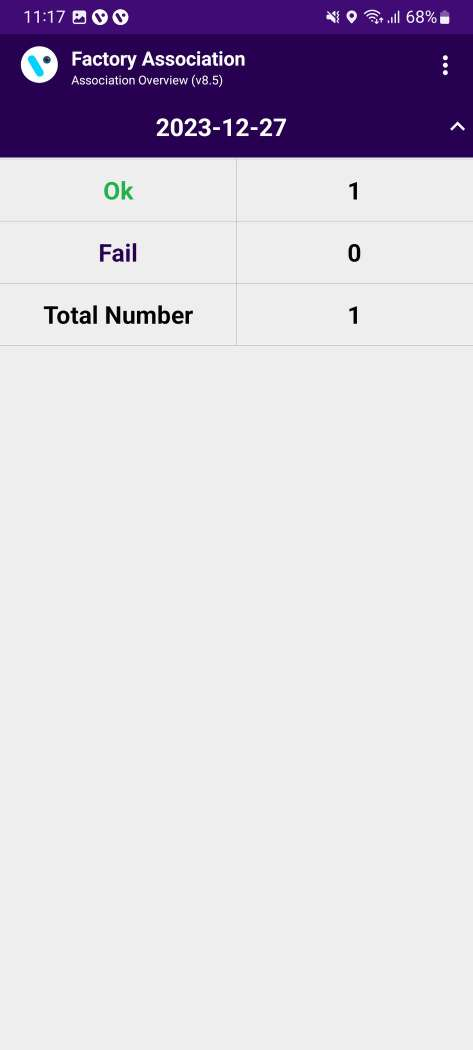 11:17 68%
Factory Association
Association Overview (v8.5)
2023-12-27
Ok 1
Fail 0
Total Number 1